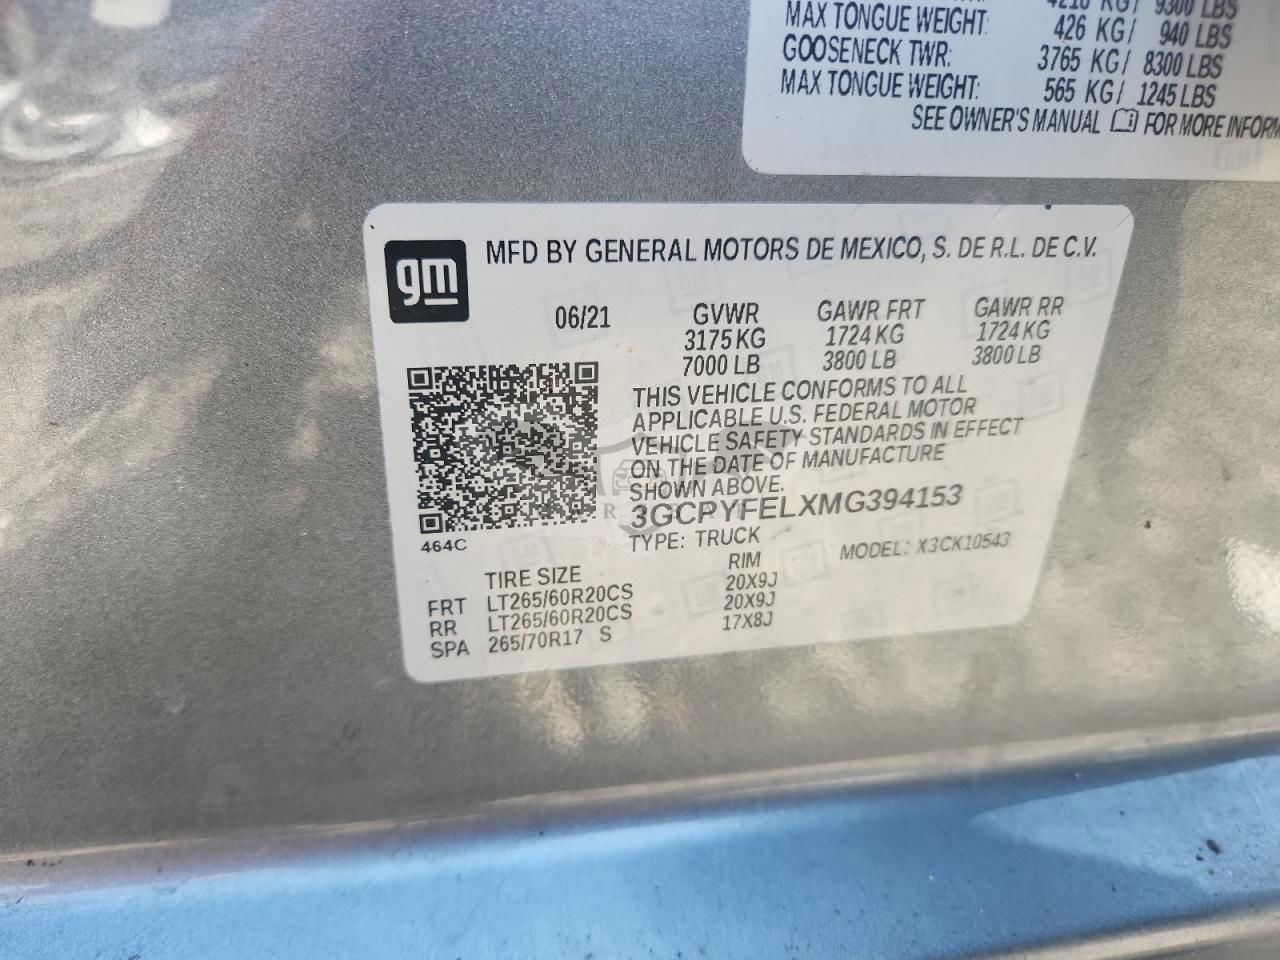 4218 KG/ 9300 LBS
MAX TONGUE WEIGHT: 426 KG/ 940 LBS
GOOSENECK TWR: 3765 KG/ 8300 LBS
MAX TONGUE WEIGHT: 565 KG/ 1245 LBS
SEE OWNER'S MANUAL FOR MORE INFORM
gm
MFD BY GENERAL MOTORS DE MEXICO, S. DE R.L. DE C.V.
06/21 GVWR GAWR FRT GAWR RR
3175 KG 1724 KG 1724 KG
7000 LB 3800 LB 3800 LB
THIS VEHICLE CONFORMS TO ALL
APPLICABLE U.S. FEDERAL MOTOR
VEHICLE SAFETY STANDARDS IN EFFECT
ON THE DATE OF MANUFACTURE
SHOWN ABOVE.
3GCPYFELXMG394153
464C
TYPE: TRUCK MODEL: X3CK10543
TIRE SIZE RIM
FRT LT265/60R20CS 20X9J
RR LT265/60R20CS 20X9J
SPA 265/70R17 S 17X8J